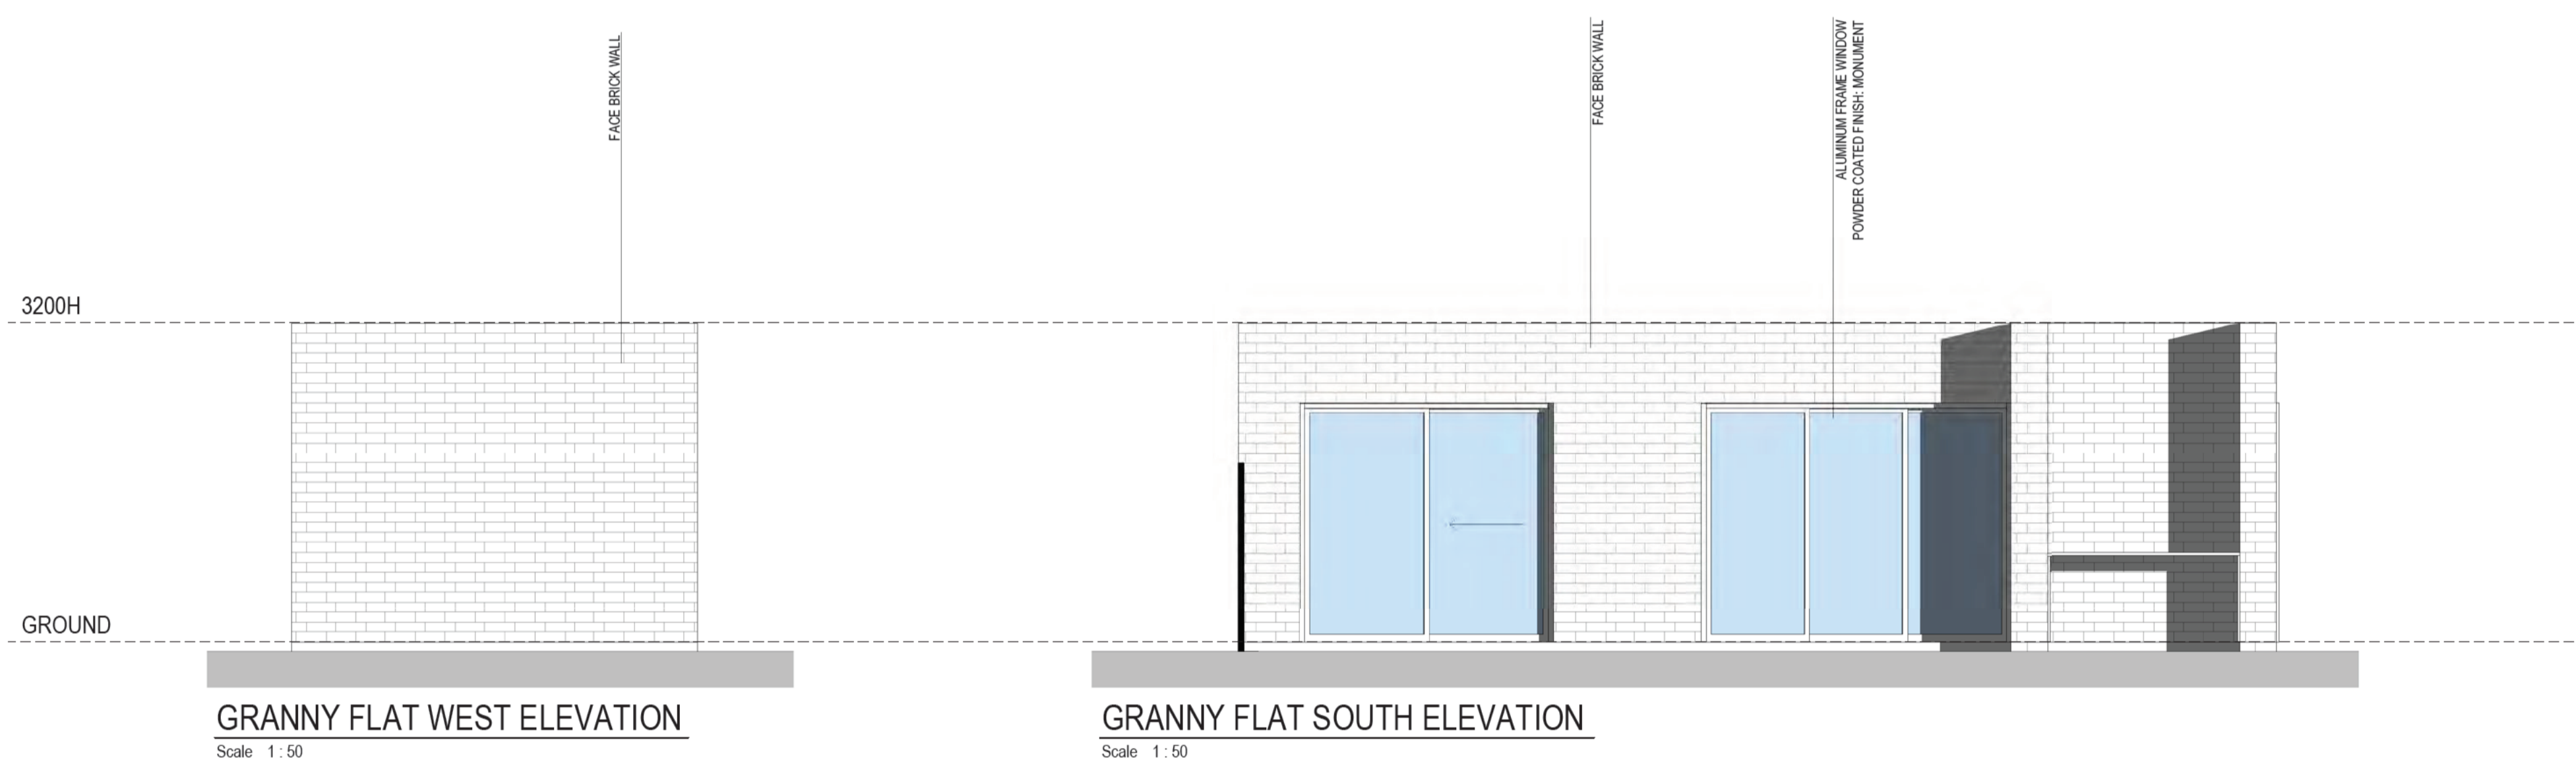 FACE BRICK WALL
FACE BRICK WALL
ALUMINUM FRAME WINDOW
POWDER COATED FINISH: MONUMENT
3200H
GROUND
GRANNY FLAT WEST ELEVATION
Scale 1 : 50
GRANNY FLAT SOUTH ELEVATION
Scale 1 : 50